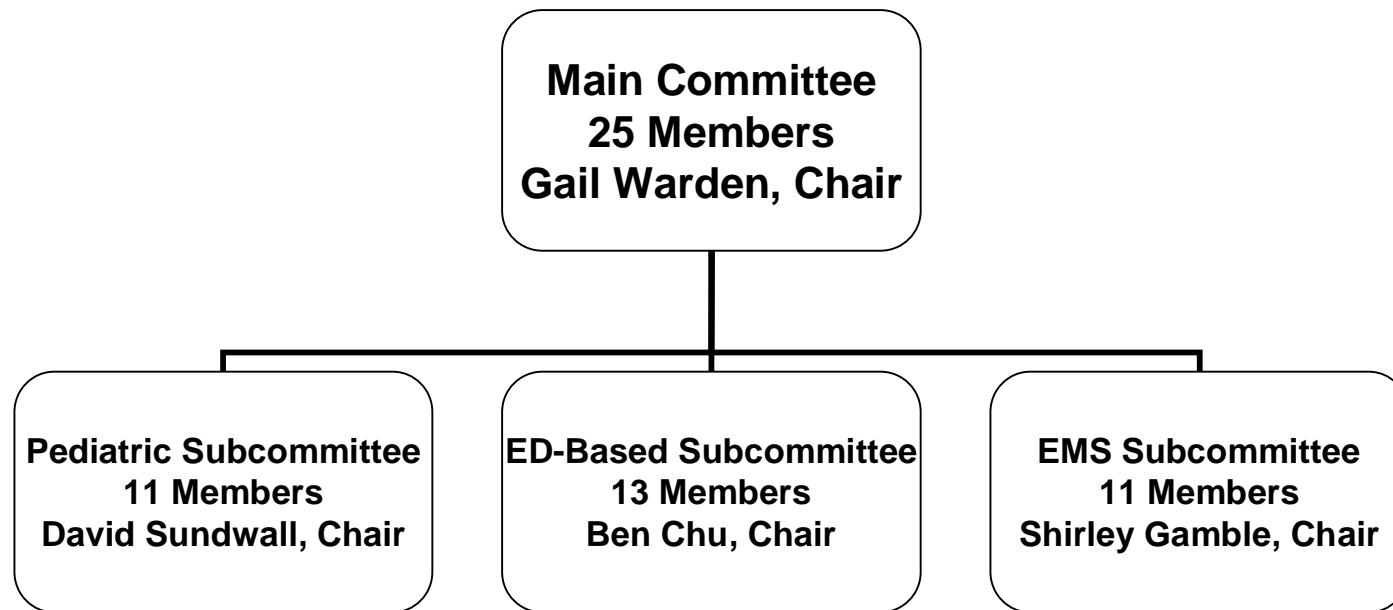 Main Committee
25 Members
Gail Warden, Chair
Pediatric Subcommittee
11 Members
David Sundwall, Chair
ED-Based Subcommittee
13 Members
Ben Chu, Chair
EMS Subcommittee
11 Members
Shirley Gamble, Chair